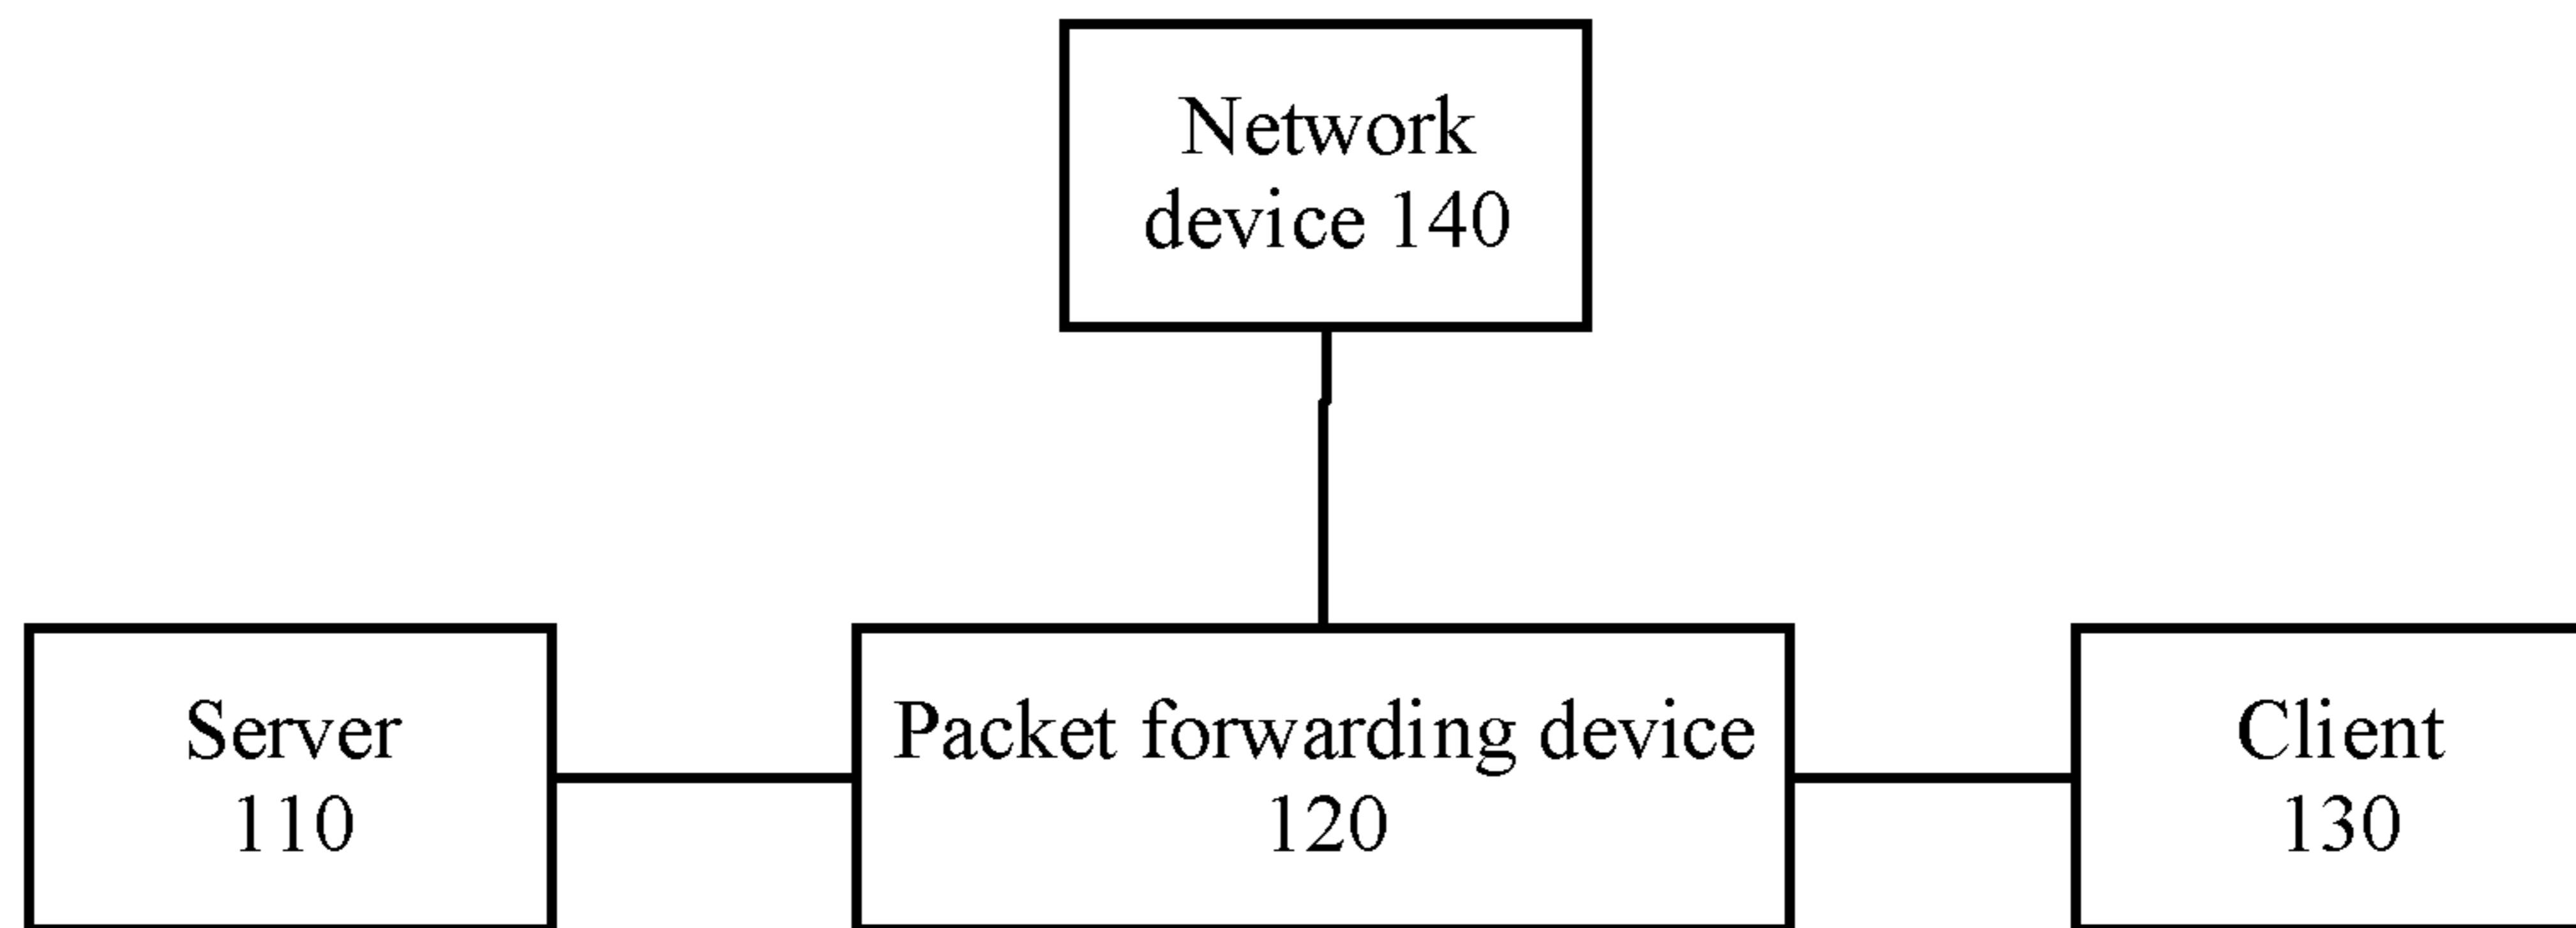 Network
device 140
Server
110
Packet forwarding device
120
Client
130